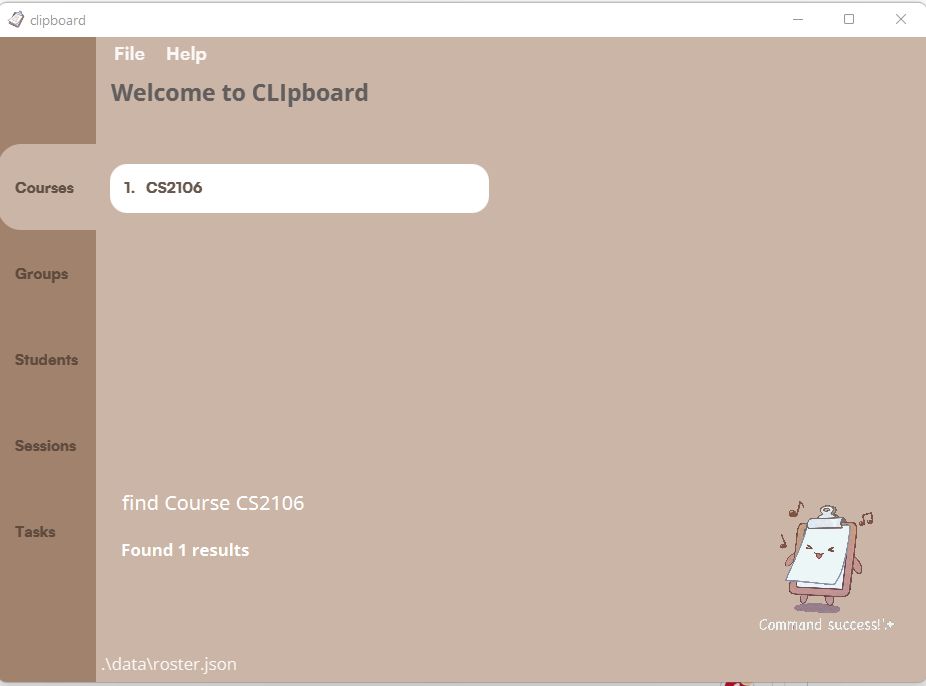 clipboard
File Help
Welcome to CLIpboard
Courses
1. CS2106
Groups
Students
Sessions
Tasks
find Course CS2106
Found 1 results
Command success!
.\data\roster.json